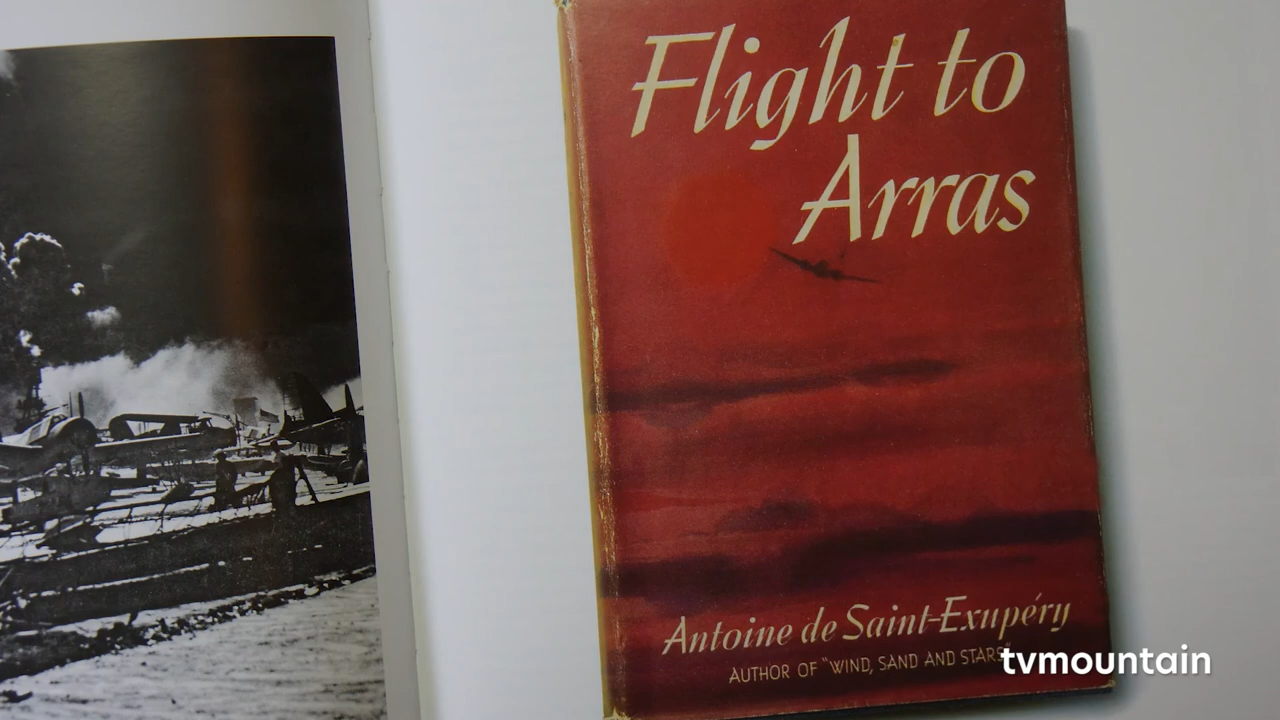 Flight to
Arras
Antoine de Saint-Exupéry
AUTHOR OF "WIND, SAND AND STARS"
tvmountain